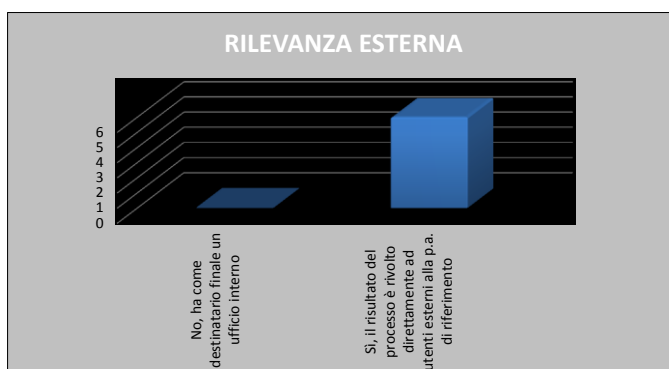 RILEVANZA ESTERNA
6
5
4
3
2
1
0
No, ha come
destinatario finale un
ufficio interno
Sì, il risultato del
processo è rivolto
direttamente ad
utenti esterni alla p.a.
di riferimento